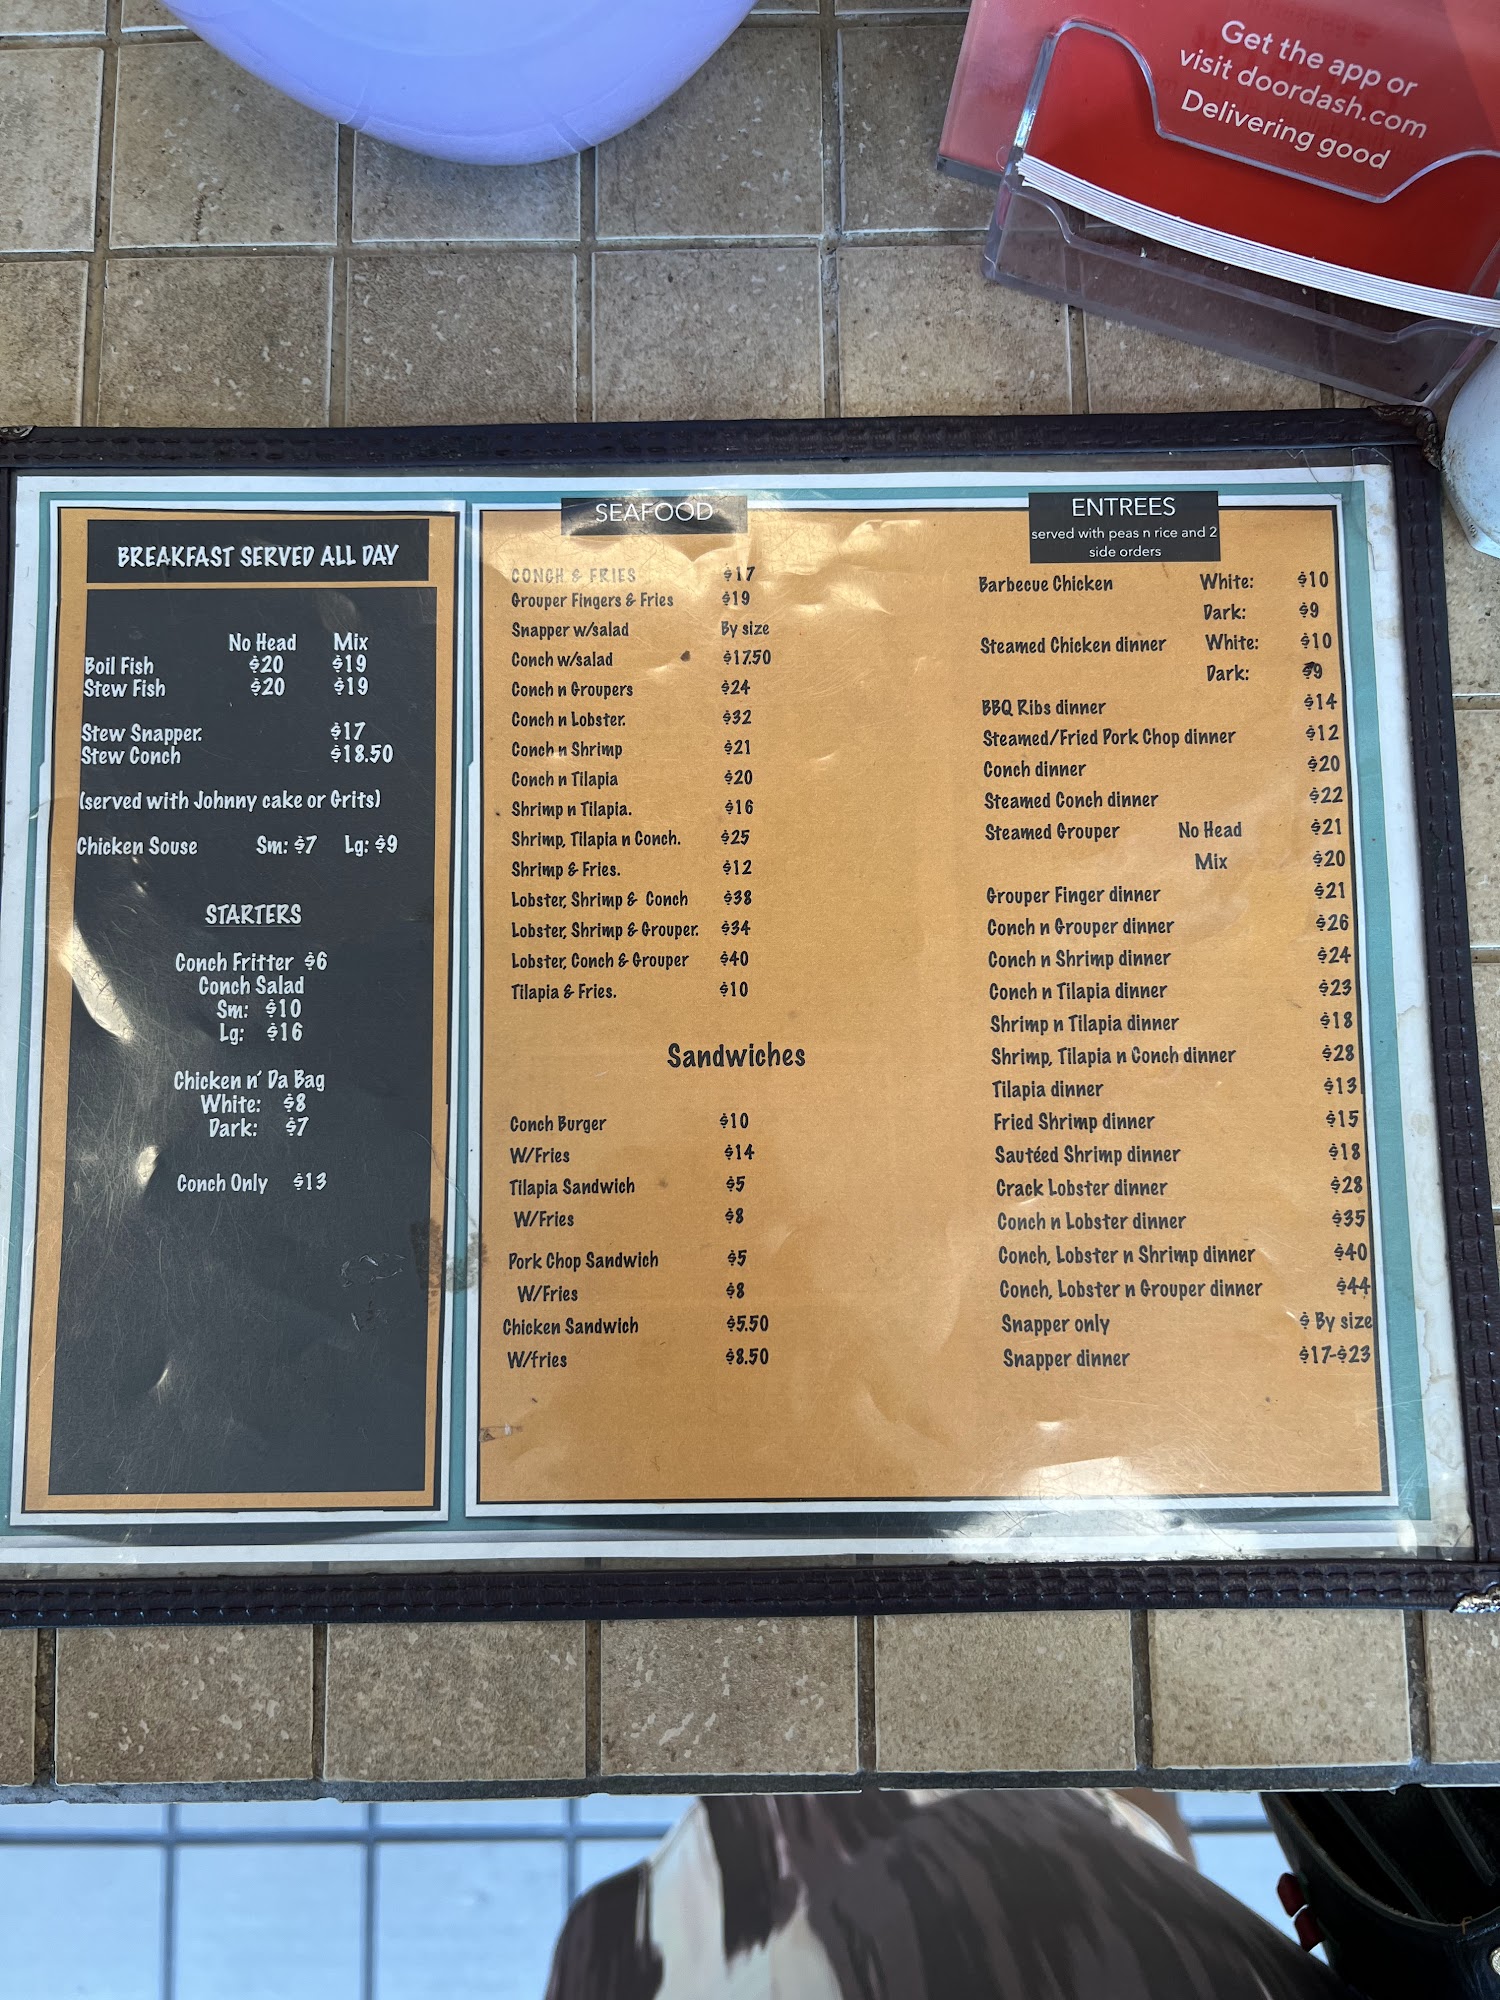 Get the app or
visit doordash.com
Delivering good
BREAKFAST SERVED ALL DAY
No Head Mix
Boil Fish $20 $19
Stew Fish $20 $19
Stew Snapper. $17
Stew Conch $18.50
(served with Johnny cake or Grits)
Chicken Souse Sm: $7 Lg: $9
STARTERS
Conch Fritter $6
Conch Salad
Sm: $10
Lg: $16
Chicken n' Da Bag
White: $8
Dark: $7
Conch Only $13
SEAFOOD
CONCH & FRIES $17
Grouper Fingers & Fries $19
Snapper w/salad By size
Conch w/salad $17.50
Conch n Groupers $24
Conch n Lobster. $32
Conch n Shrimp $21
Conch n Tilapia $20
Shrimp n Tilapia. $16
Shrimp, Tilapia n Conch. $25
Shrimp & Fries. $12
Lobster, Shrimp & Conch $38
Lobster, Shrimp & Grouper. $34
Lobster, Conch & Grouper $40
Tilapia & Fries. $10
Sandwiches
Conch Burger $10
W/Fries $14
Tilapia Sandwich $5
W/Fries $8
Pork Chop Sandwich $5
W/Fries $8
Chicken Sandwich $5.50
W/fries $8.50
ENTREES
served with peas n rice and 2
side orders
Barbecue Chicken White: $10
Dark: $9
Steamed Chicken dinner White: $10
Dark: $9
BBQ Ribs dinner $14
Steamed/Fried Pork Chop dinner $12
Conch dinner $20
Steamed Conch dinner $22
Steamed Grouper No Head $21
Mix $20
Grouper Finger dinner $21
Conch n Grouper dinner $26
Conch n Shrimp dinner $24
Conch n Tilapia dinner $23
Shrimp n Tilapia dinner $18
Shrimp, Tilapia n Conch dinner $28
Tilapia dinner $13
Fried Shrimp dinner $15
Sautéed Shrimp dinner $18
Crack Lobster dinner $28
Conch n Lobster dinner $35
Conch, Lobster n Shrimp dinner $40
Conch, Lobster n Grouper dinner $44
Snapper only $ By size
Snapper dinner $17-$23